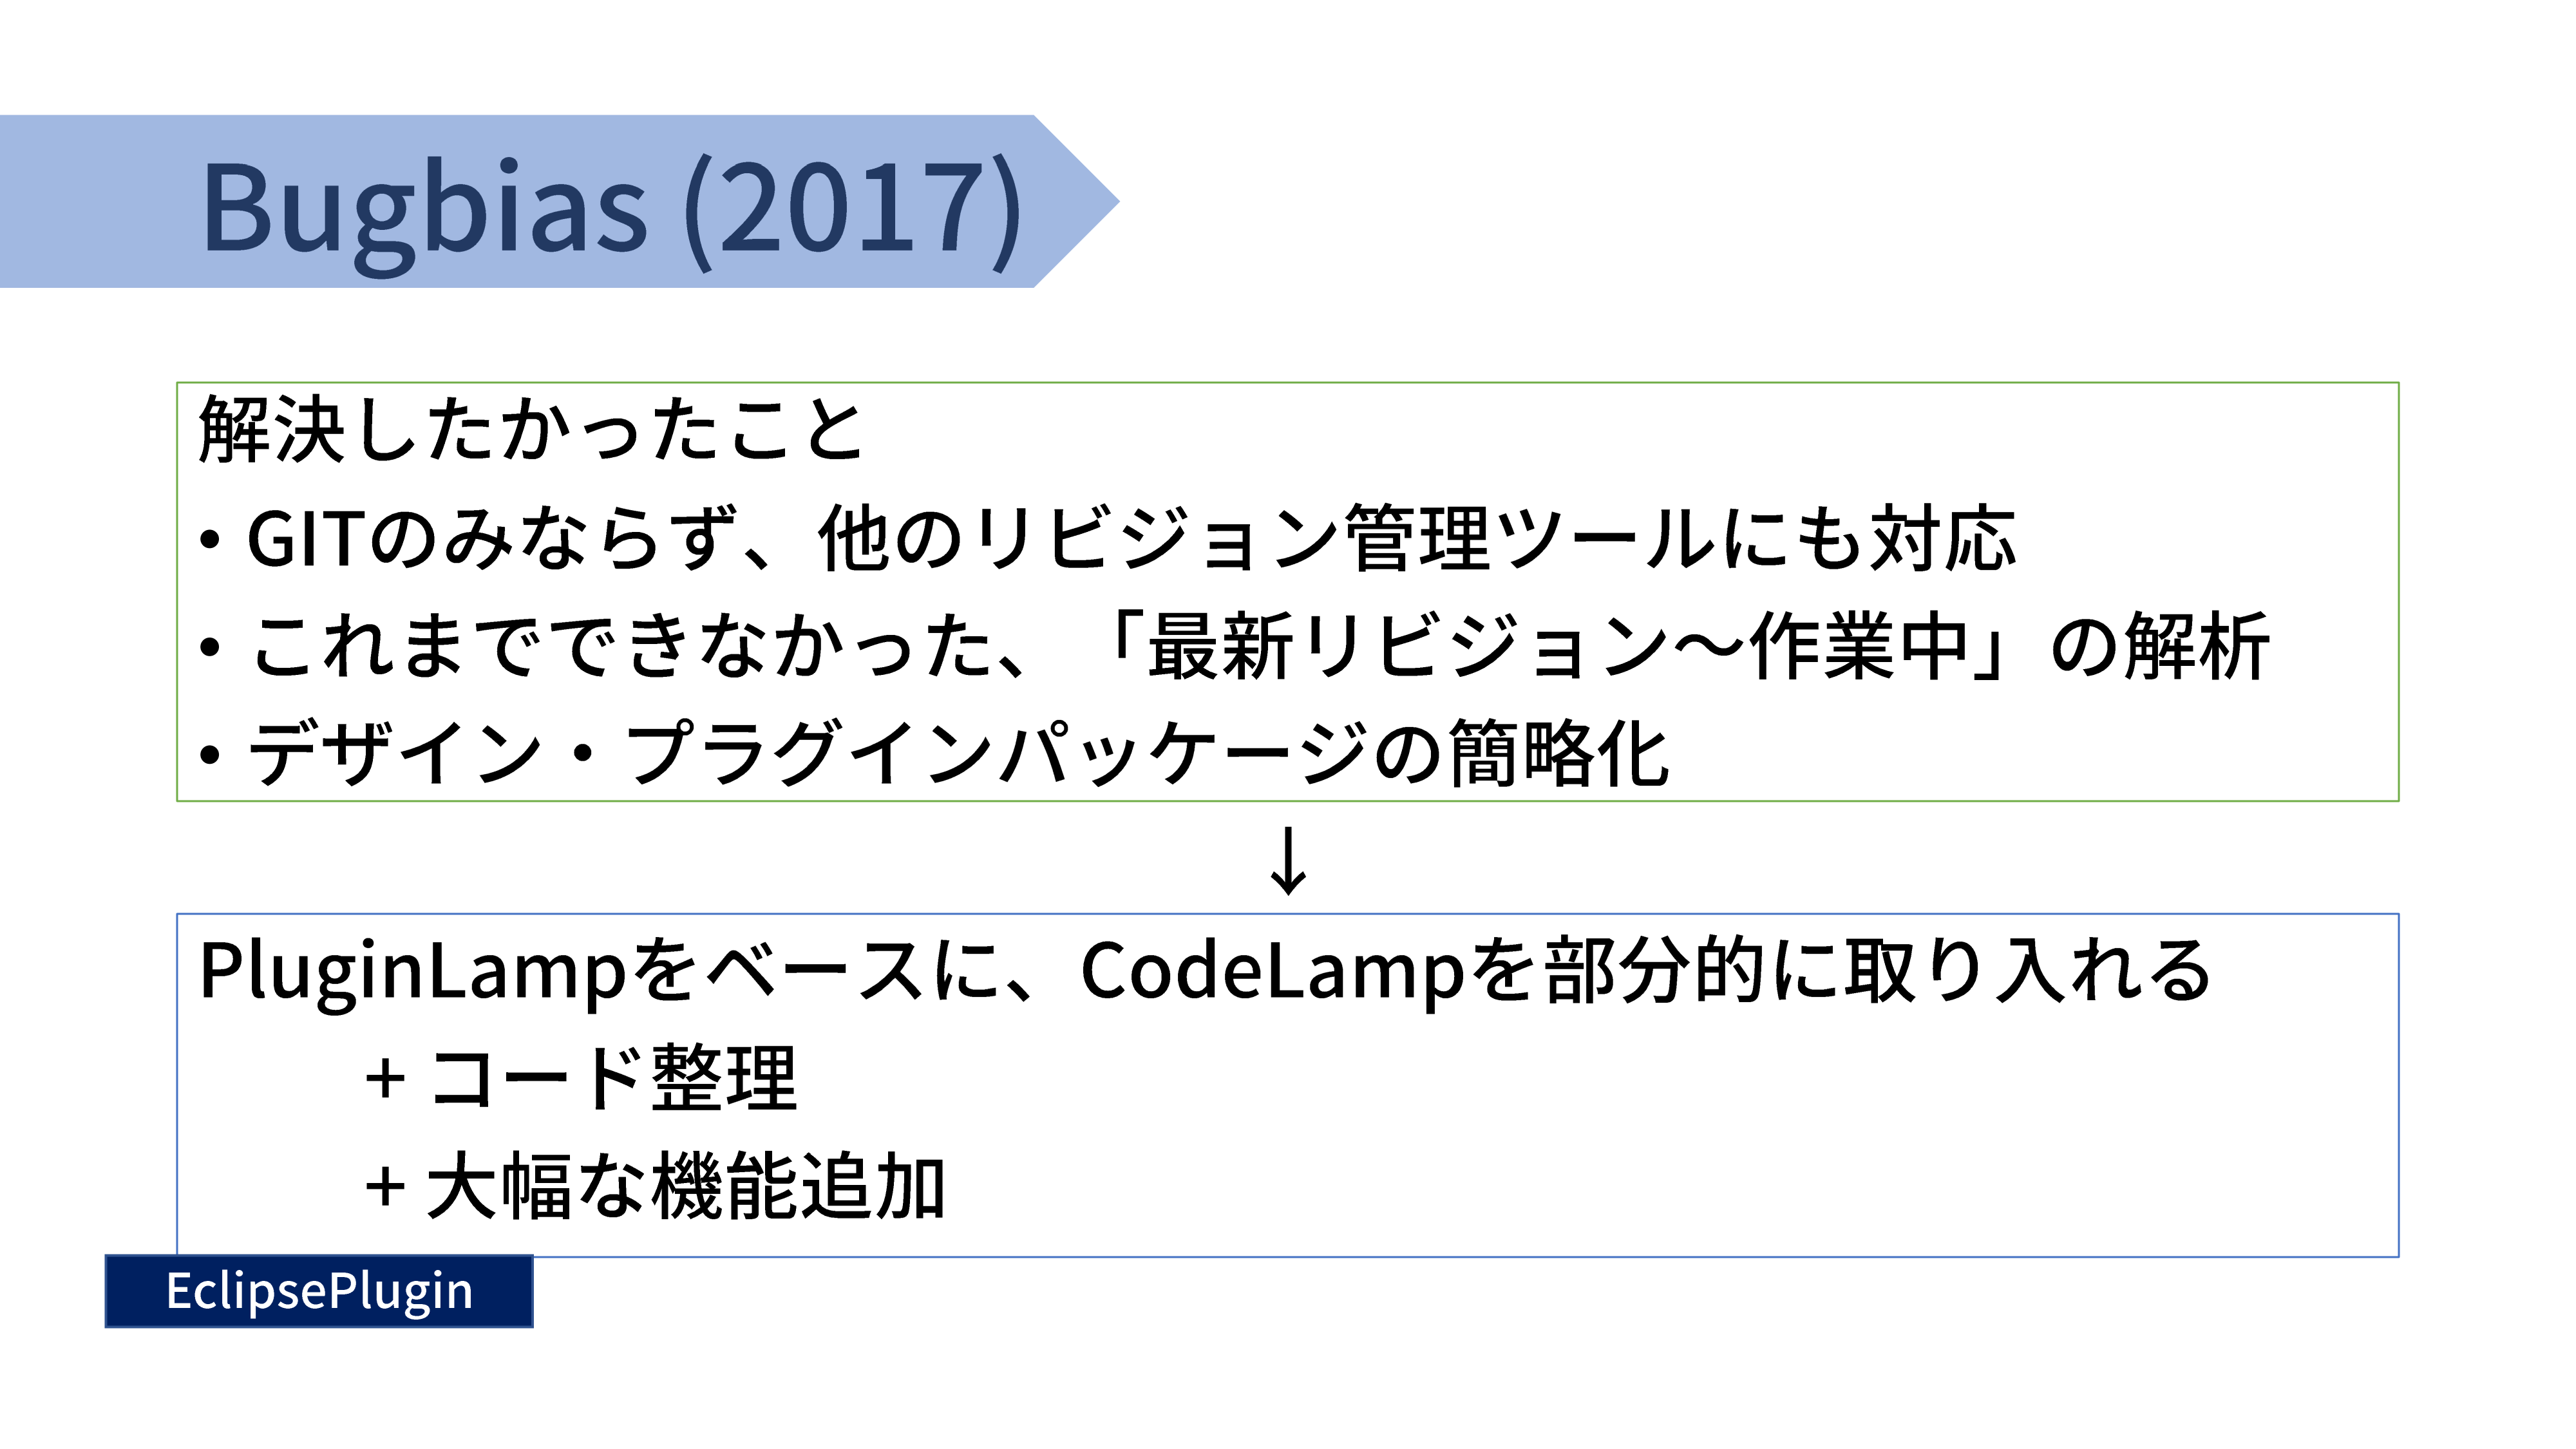 Bugbias (2017)
解決したかったこと
• GITのみならず、他のリビジョン管理ツールにも対応
• これまでできなかった、「最新リビジョン～作業中」の解析
• デザイン・プラグインパッケージの簡略化
↓
PluginLampをベースに、CodeLampを部分的に取り入れる
+ コード整理
+ 大幅な機能追加
EclipsePlugin